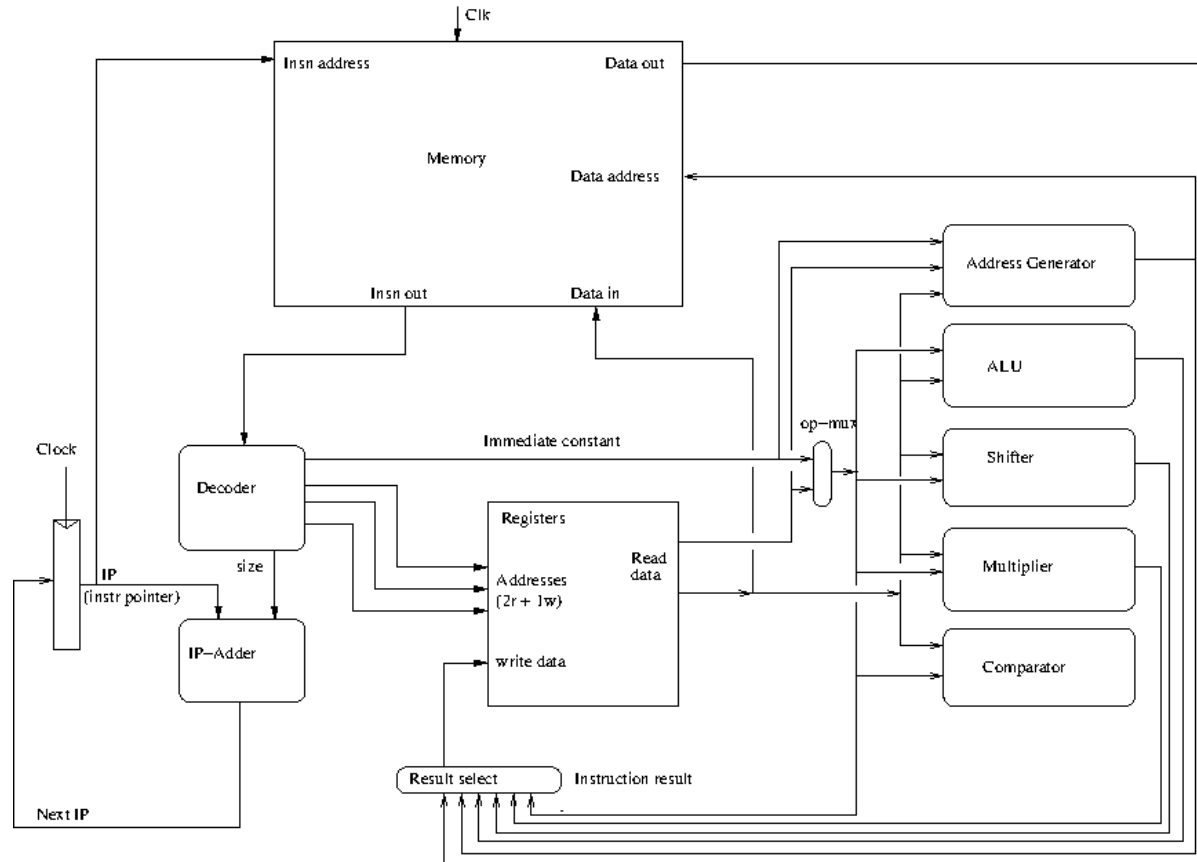 Clk
Insn address
Data out
Memory
Data address
Address Generator
Insn out
Data in
ALU
op-mux
Immediate constant
Clock
Decoder
Shifter
Registers
size
Read
data
IP
(instr pointer)
Addresses
(2r + 1w)
Multiplier
IP-Adder
write data
Comparator
Result select
Instruction result
Next IP